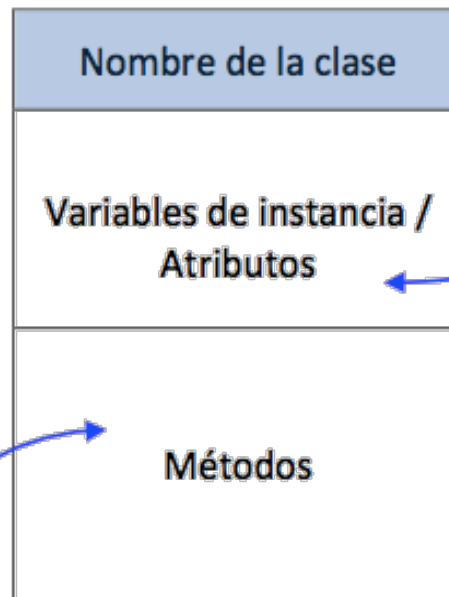 Nombre de la clase
Variables de instancia /
Atributos
Métodos